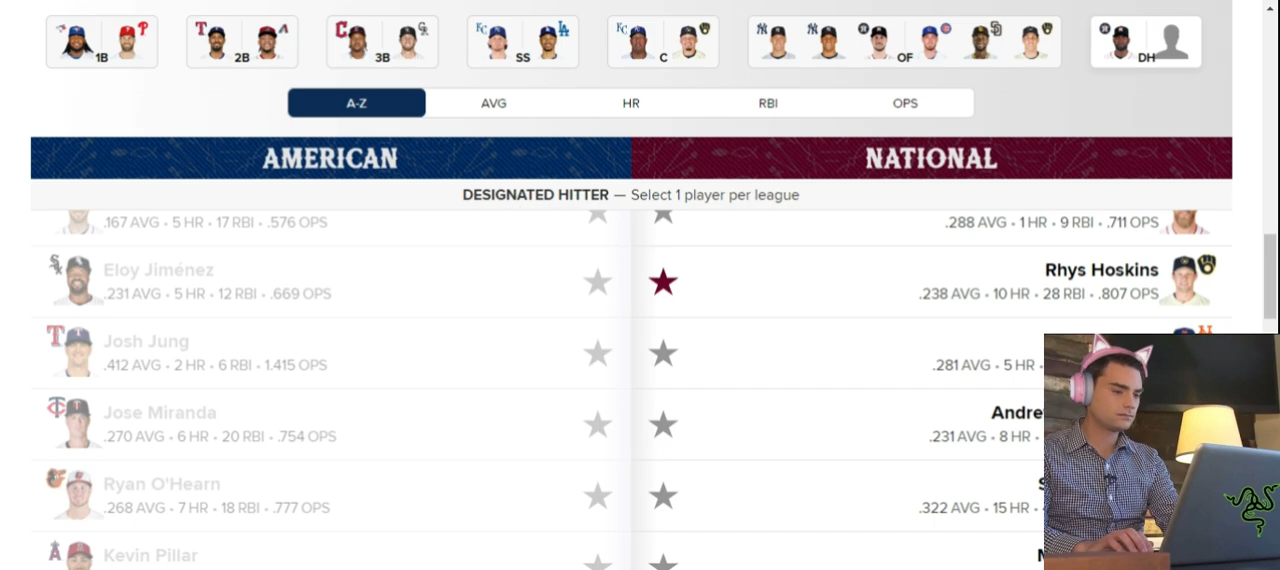 1B
2B
3B
SS
C
OF
DH
A-Z AVG HR RBI OPS
AMERICAN NATIONAL
DESIGNATED HITTER — Select 1 player per league
.167 AVG • 5 HR • 17 RBI • .576 OPS
.288 AVG • 1 HR • 9 RBI • .711 OPS
Eloy Jiménez
.231 AVG • 5 HR • 12 RBI • .669 OPS
Rhys Hoskins
.238 AVG • 10 HR • 28 RBI • .807 OPS
Josh Jung
.412 AVG • 2 HR • 6 RBI • 1.415 OPS
.281 AVG • 5 HR •
Jose Miranda
.270 AVG • 6 HR • 20 RBI • .754 OPS
Andre
.231 AVG • 8 HR •
Ryan O'Hearn
.268 AVG • 7 HR • 18 RBI • .777 OPS
S
.322 AVG • 15 HR •
Kevin Pillar